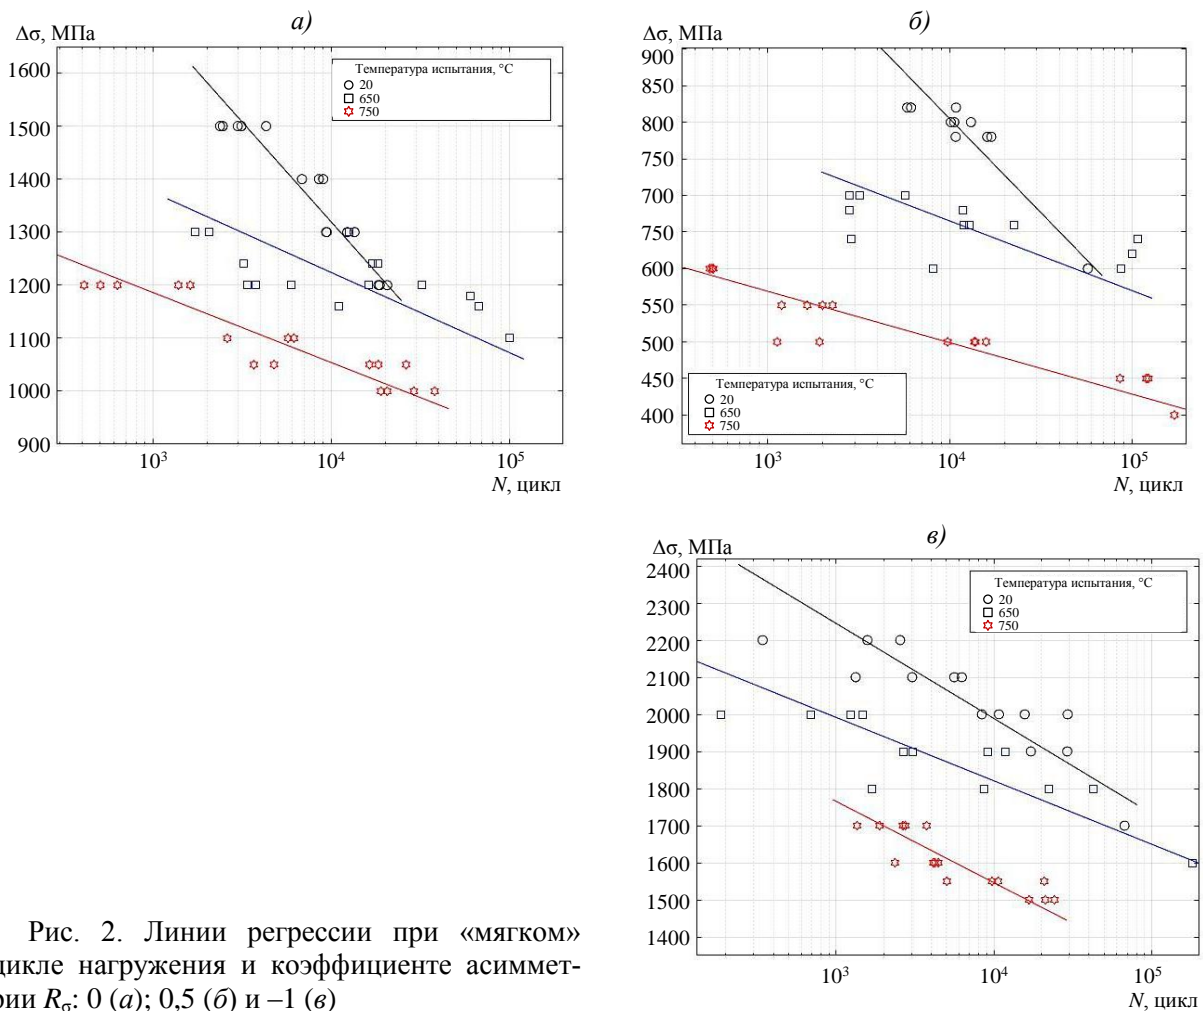 а)
Δσ, МПа
1600
1500
1400
1300
1200
1100
1000
900
Температура испытания, °С
20
650
750
10³ 10⁴ 10⁵
N, цикл
б)
Δσ, МПа
900
850
800
750
700
650
600
550
500
450
400
Температура испытания, °С
20
650
750
10³ 10⁴ 10⁵
N, цикл
в)
Δσ, МПа
2400
2300
2200
2100
2000
1900
1800
1700
1600
1500
1400
Температура испытания, °С
20
650
750
10³ 10⁴ 10⁵
N, цикл
Рис. 2. Линии регрессии при «мягком»
цикле нагружения и коэффициенте асиммет-
рии Rσ: 0 (а); 0,5 (б) и –1 (в)